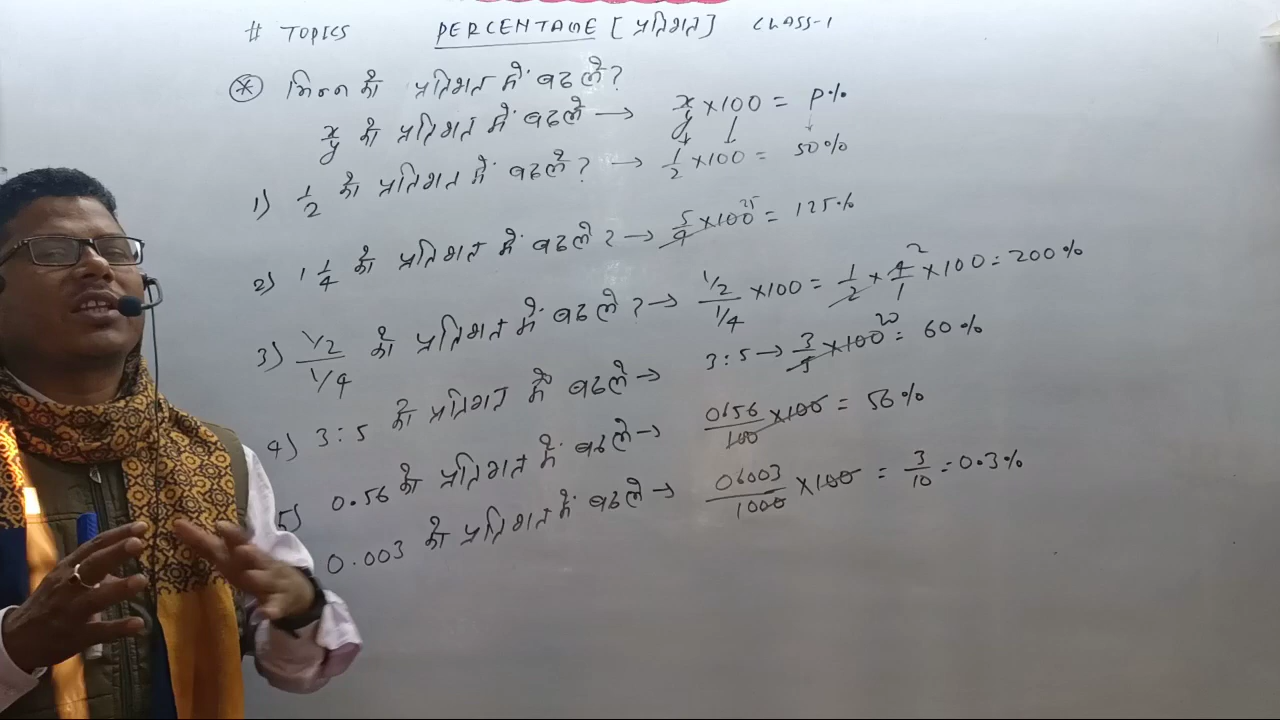 # TOPICS PERCENTAGE [प्रतिशत] CLASS-1
* भिन्न को प्रतिशत में बदलें?
x/y को प्रतिशत में बदलें → x/y × 100 = P%
1) 1/2 को प्रतिशत में बदलें? → 1/2 × 100 = 50%
2) 1 1/4 को प्रतिशत में बदलें? → 5/4 × 100 25 = 125%
3) 1/2 / 1/4 को प्रतिशत में बदलें? → 1/2 / 1/4 × 100 = 1/2 × 4/1 2 × 100 = 200%
4) 3:5 को प्रतिशत में बदलें → 3:5 → 3/5 × 100 20 = 60%
5) 0.56 को प्रतिशत में बदलें → 0.56/100 × 100 = 56%
0.003 को प्रतिशत में बदलें → 0.003/1000 × 100 = 3/10 = 0.3%